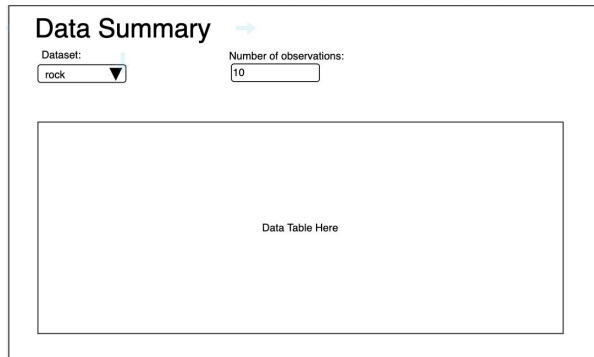 Data Summary
Dataset:
Number of observations:
rock
10
Data Table Here